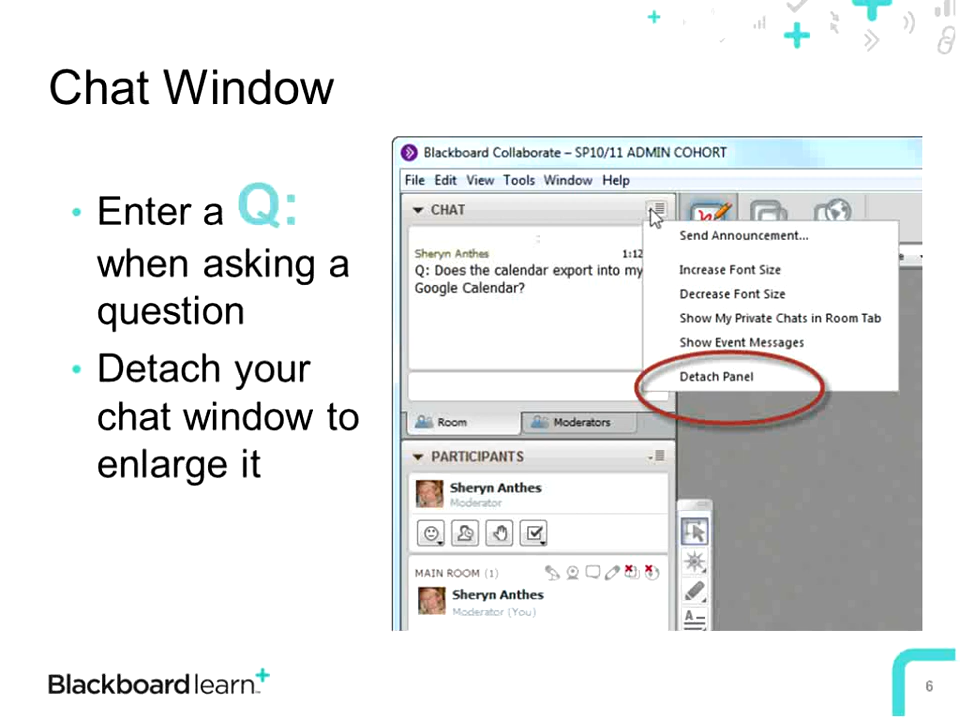 Chat Window
• Enter a Q:
when asking a
question
• Detach your
chat window to
enlarge it
Blackboard Collaborate – SP10/11 ADMIN COHORT
File Edit View Tools Window Help
CHAT
Sheryn Anthes 1:12
Q: Does the calendar export into my
Google Calendar?
Send Announcement...
Increase Font Size
Decrease Font Size
Show My Private Chats in Room Tab
Show Event Messages
Detach Panel
Room Moderators
PARTICIPANTS
Sheryn Anthes
Moderator
MAIN ROOM (1)
Sheryn Anthes
Moderator (You)
Blackboard learn+
6